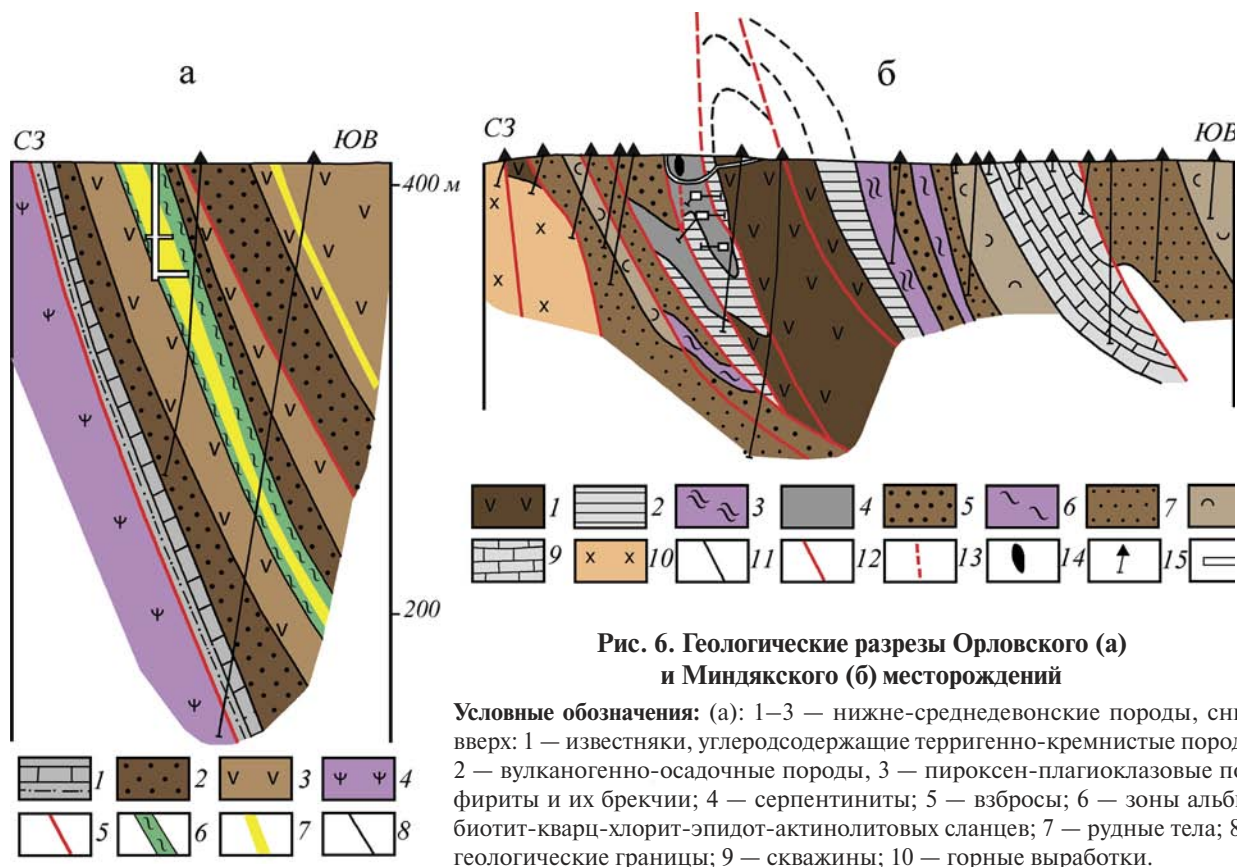 а
б
СЗ
ЮВ
400 м
200
СЗ
ЮВ
1
2
3
4
5
6
7
8
1
2
3
4
5
6
7
9
10
11
12
13
14
15
Рис. 6. Геологические разрезы Орловского (а)
и Миндякского (б) месторождений
Условные обозначения: (а): 1–3 — нижне-среднедевонские породы,
вверх: 1 — известняки, углеродсодержащие терригенно-кремнистые
2 — вулканогенно-осадочные породы, 3 — пироксен-плагиоклазовые
фириты и их брекчии; 4 — серпентиниты; 5 — взбросы; 6 — зоны
биотит-кварц-хлорит-эпидот-актинолитовых сланцев; 7 — рудные тела; 8
геологические границы; 9 — скважины; 10 — горные выработки.